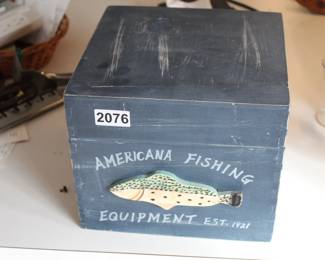 2076
AMERICANA FISHING
EQUIPMENT EST. 1921